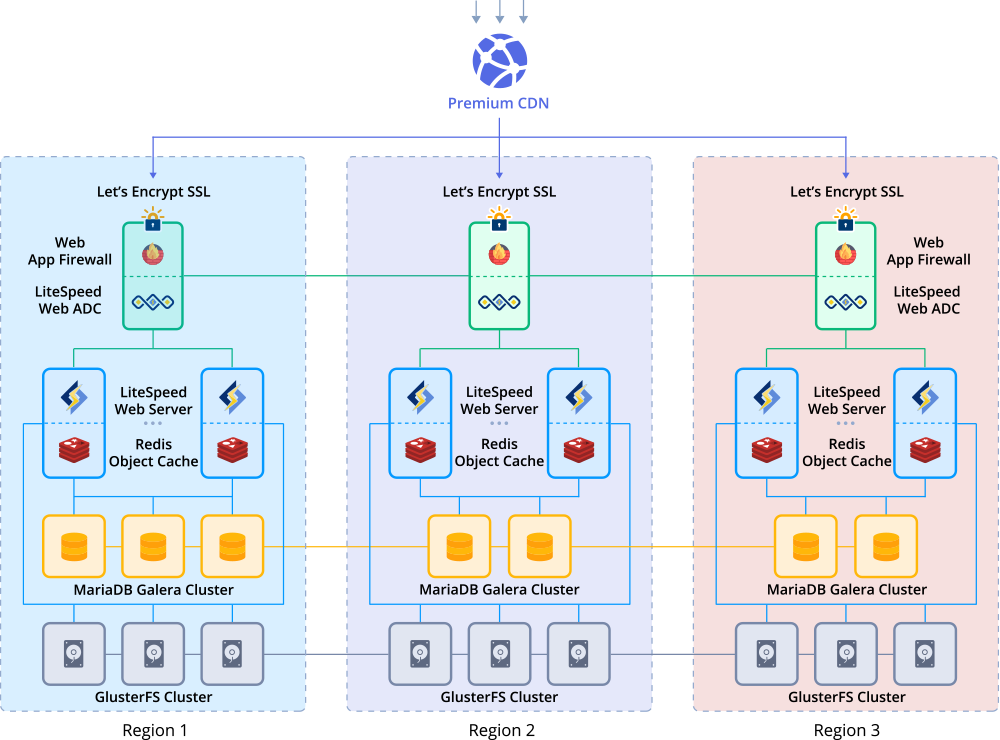 Premium CDN
Let's Encrypt SSL
Web
App Firewall
LiteSpeed
Web ADC
LiteSpeed
Web Server
Redis
Object Cache
MariaDB Galera Cluster
GlusterFS Cluster
Region 1
Let's Encrypt SSL
LiteSpeed
Web Server
Redis
Object Cache
MariaDB Galera Cluster
GlusterFS Cluster
Region 2
Let's Encrypt SSL
Web
App Firewall
LiteSpeed
Web ADC
LiteSpeed
Web Server
Redis
Object Cache
MariaDB Galera Cluster
GlusterFS Cluster
Region 3